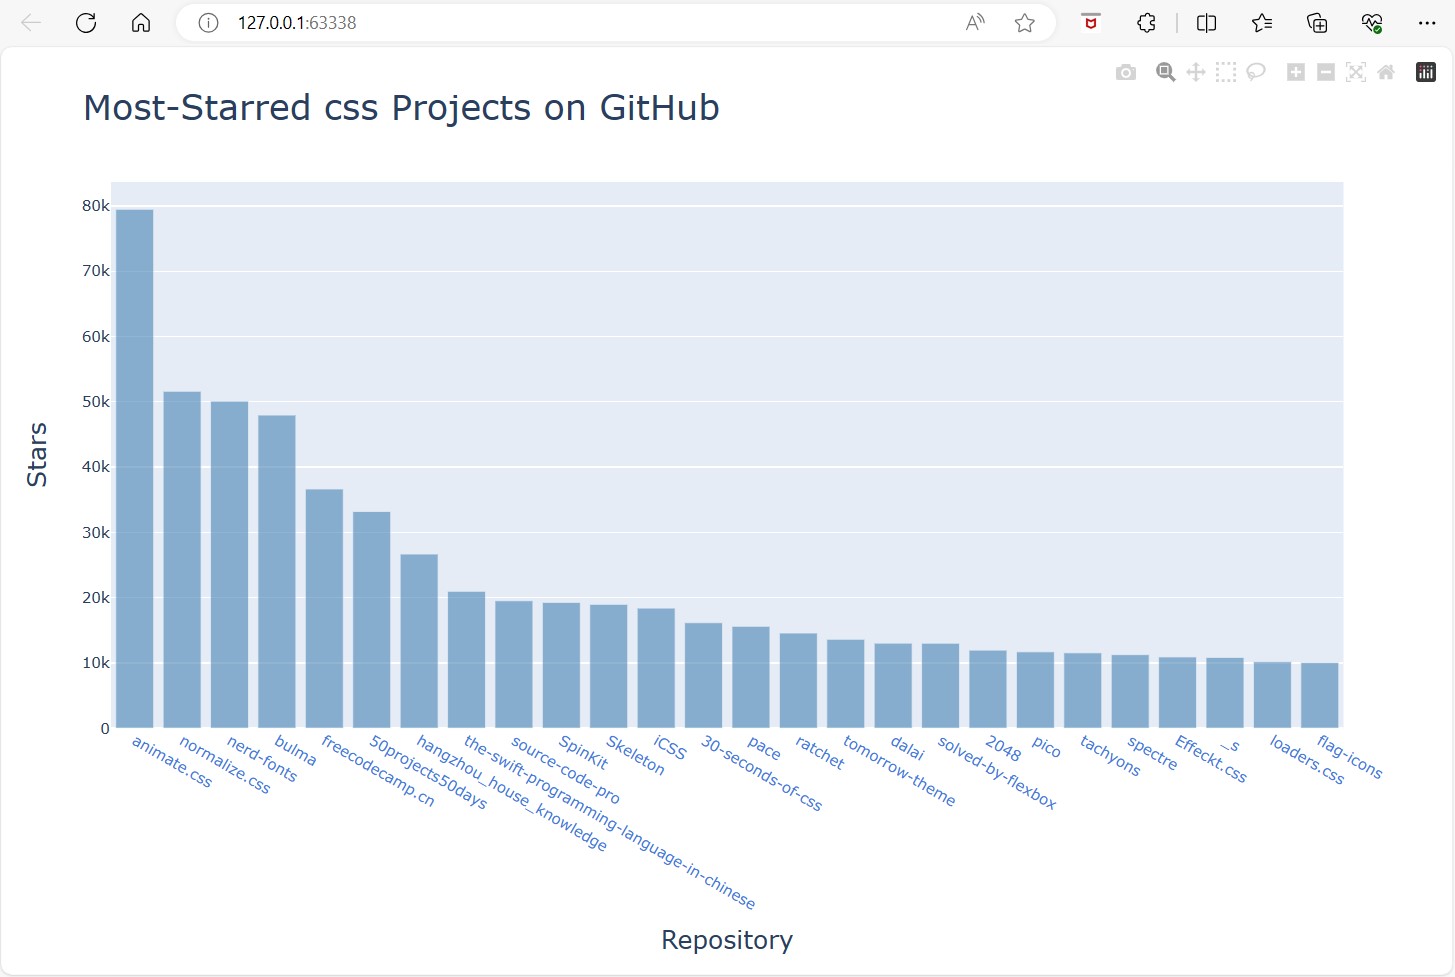 127.0.0.1:63338
Most-Starred css Projects on GitHub
80k
70k
60k
50k
40k
30k
20k
10k
0
Stars
animate.css
normalize.css
nerd-fonts
bulma
freecodecamp.cn
50projects50days
hangzhou_house_knowledge
the-swift-programming-language-in-chinese
source-code-pro
SpinKit
Skeleton
iCSS
30-seconds-of-css
pace
ratchet
tomorrow-theme
dalai
solved-by-flexbox
2048
pico
tachyons
spectre
Effeckt.css
_s
loaders.css
flag-icons
Repository